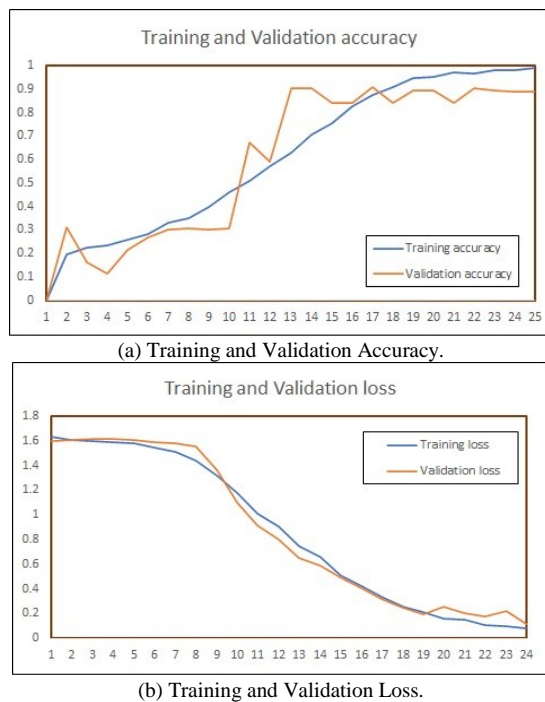 Training and Validation accuracy
1
0.9
0.8
0.7
0.6
0.5
0.4
0.3
0.2
0.1
0
Training accuracy
Validation accuracy
1 2 3 4 5 6 7 8 9 10 11 12 13 14 15 16 17 18 19 20 21 22 23 24 25
(a) Training and Validation Accuracy.
Training and Validation loss
1.8
1.6
1.4
1.2
1
0.8
0.6
0.4
0.2
0
Training loss
Validation loss
1 2 3 4 5 6 7 8 9 10 11 12 13 14 15 16 17 18 19 20 21 22 23 24
(b) Training and Validation Loss.